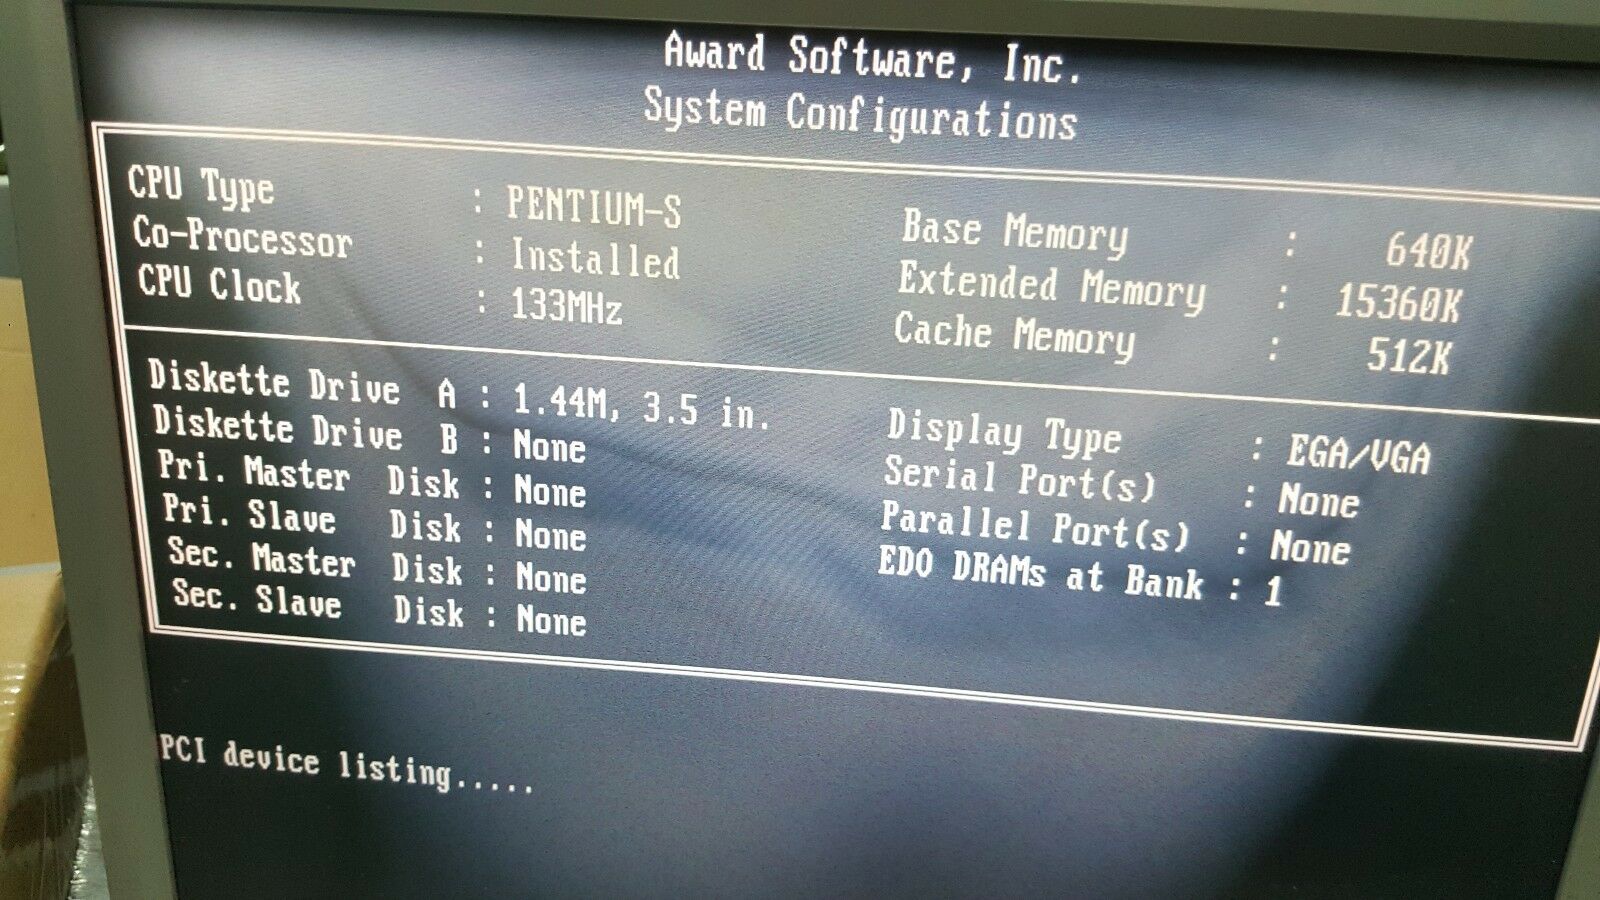 Award Software, Inc.
System Configurations
CPU Type : PENTIUM-S
Co-Processor : Installed
CPU Clock : 133MHz
Base Memory : 640K
Extended Memory : 15360K
Cache Memory : 512K
Diskette Drive A : 1.44M, 3.5 in.
Diskette Drive B : None
Pri. Master Disk : None
Pri. Slave Disk : None
Sec. Master Disk : None
Sec. Slave Disk : None
Display Type : EGA/VGA
Serial Port(s) : None
Parallel Port(s) : None
EDO DRAMs at Bank : 1
PCI device listing.....